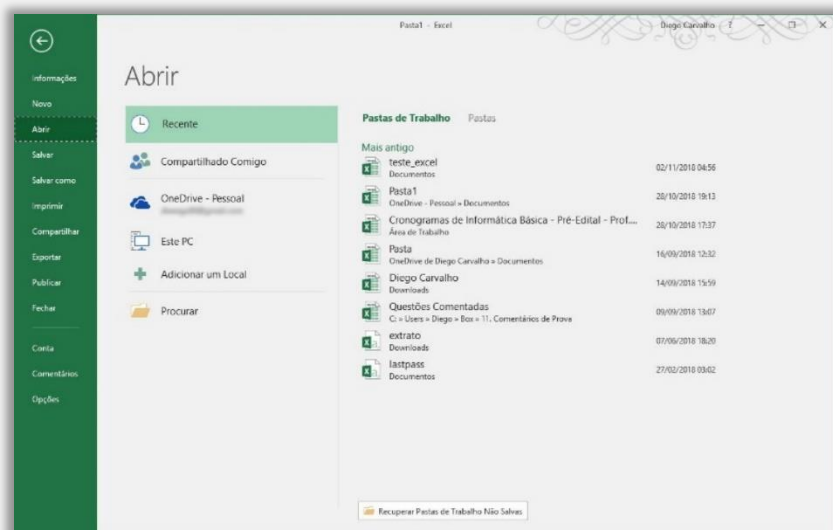 Pasta1 - Excel
Diego Carvalho ? — X
Informações
Novo
Abrir
Salvar
Salvar como
Imprimir
Compartilhar
Exportar
Publicar
Fechar
Conta
Comentários
Opções
Abrir
Recente
Compartilhado Comigo
OneDrive - Pessoal
Este PC
Adicionar um Local
Procurar
Pastas de Trabalho Pastas
Mais antigo
teste_excel 02/11/2018 04:56
Documentos
Pasta1 28/10/2018 19:13
OneDrive - Pessoal » Documentos
Cronogramas de Informática Básica - Pré-Edital - Prof.... 28/10/2018 17:37
Área de Trabalho
Pasta 16/09/2018 12:32
OneDrive de Diego Carvalho » Documentos
Diego Carvalho 14/09/2018 15:59
Downloads
Questões Comentadas 09/09/2018 13:07
C: » Users » Diego » Box » 11. Comentários de Prova
extrato 07/06/2018 18:20
Downloads
lastpass 27/02/2018 03:02
Documentos
Recuperar Pastas de Trabalho Não Salvas